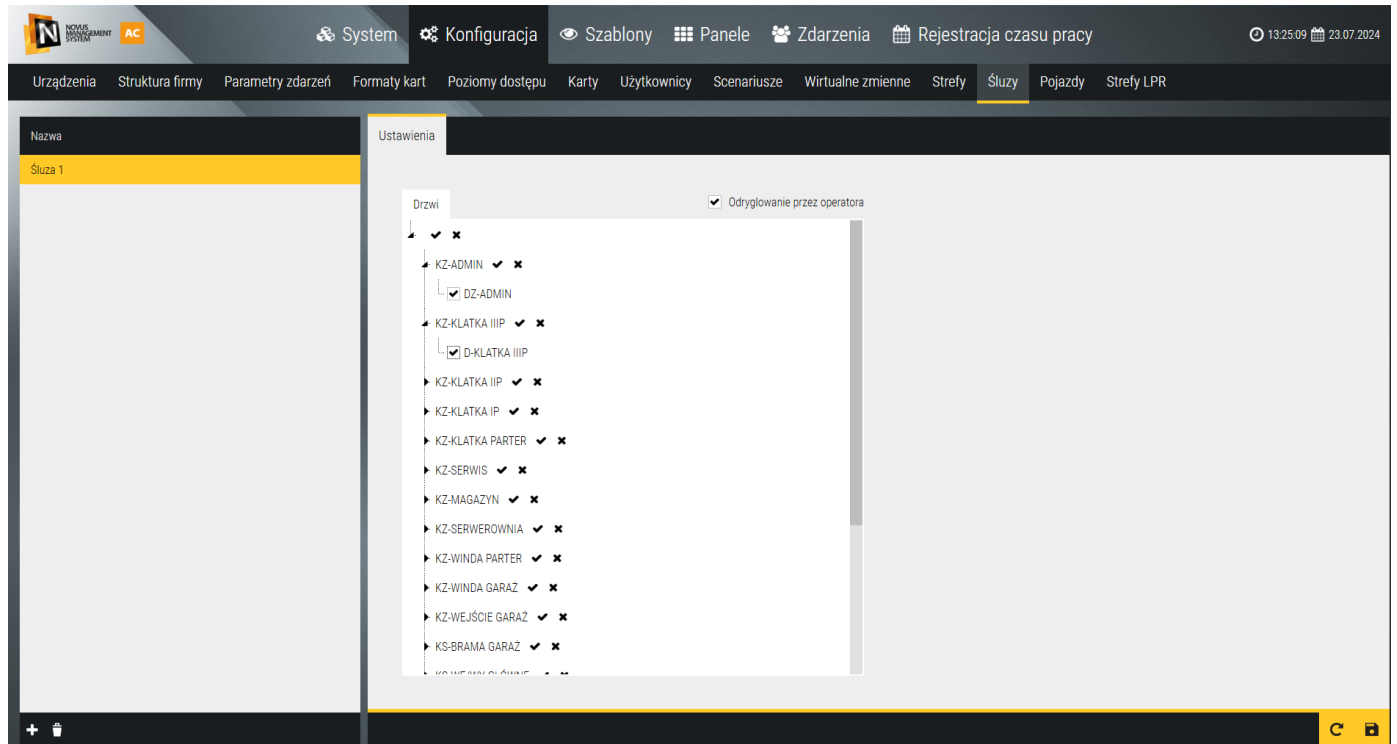 NOVUS
MANAGEMENT
SYSTEM
AC
System Konfiguracja Szablony Panele Zdarzenia Rejestracja czasu pracy
13:25:09 23.07.2024
Urządzenia Struktura firmy Parametry zdarzeń Formaty kart Poziomy dostępu Karty Użytkownicy Scenariusze Wirtualne zmienne Strefy Śluzy Pojazdy Strefy LPR
Nazwa
Śluza 1
Ustawienia
Drzwi
Odryglowanie przez operatora
KZ-ADMIN
DZ-ADMIN
KZ-KLATKA IIIP
D-KLATKA IIIP
KZ-KLATKA IIP
KZ-KLATKA IP
KZ-KLATKA PARTER
KZ-SERWIS
KZ-MAGAZYN
KZ-SERWEROWNIA
KZ-WINDA PARTER
KZ-WINDA GARAŻ
KZ-WEJŚCIE GARAŻ
KS-BRAMA GARAŻ